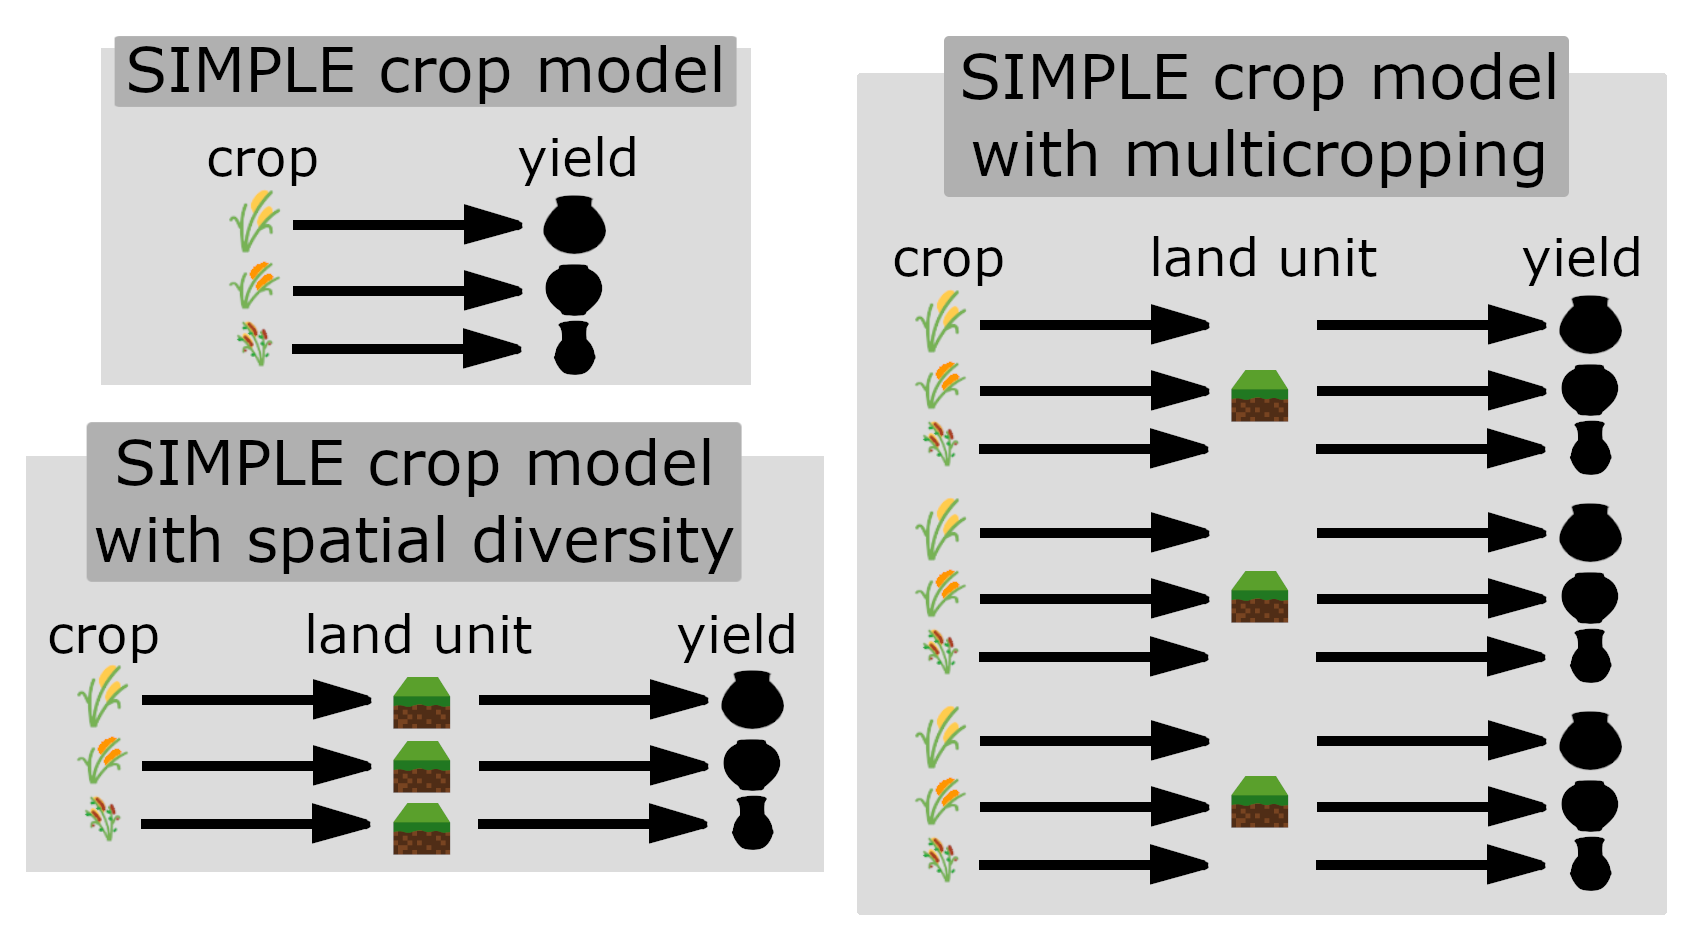 SIMPLE crop model
crop yield
SIMPLE crop model
with spatial diversity
crop land unit yield
SIMPLE crop model
with multicropping
crop land unit yield